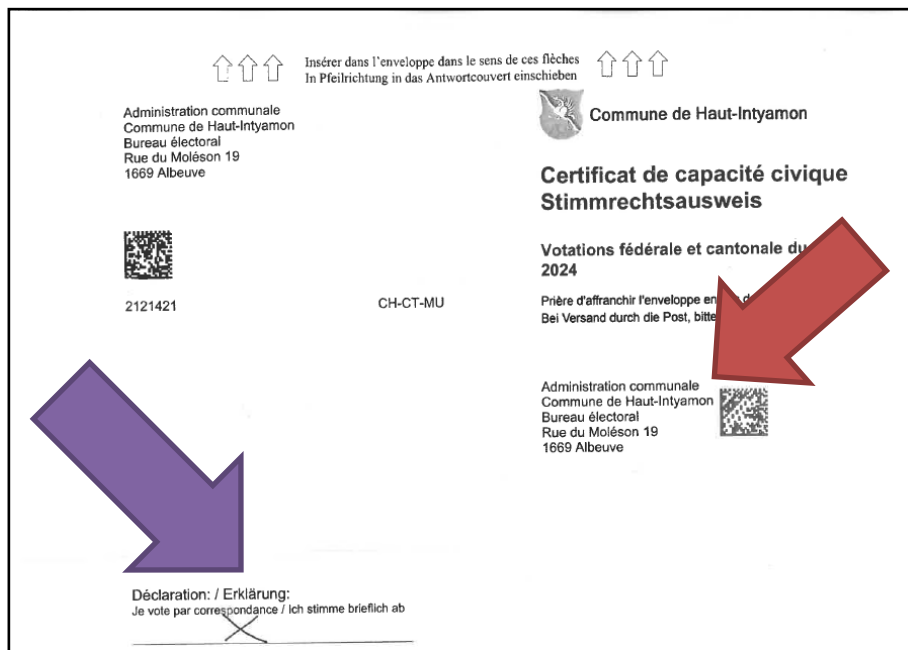 Insérer dans l'enveloppe dans le sens de ces flèches
In Pfeilrichtung in das Antwortcouvert einschieben
Administration communale
Commune de Haut-Intyamon
Bureau électoral
Rue du Moléson 19
1669 Albeuve
2121421
CH-CT-MU
Commune de Haut-Intyamon
Certificat de capacité civique
Stimmrechtsausweis
Votations fédérale et cantonale du
2024
Prière d'affranchir l'enveloppe en
Bei Versand durch die Post, bitte
Administration communale
Commune de Haut-Intyamon
Bureau électoral
Rue du Moléson 19
1669 Albeuve
Déclaration: / Erklärung:
Je vote par correspondance / Ich stimme brieflich ab